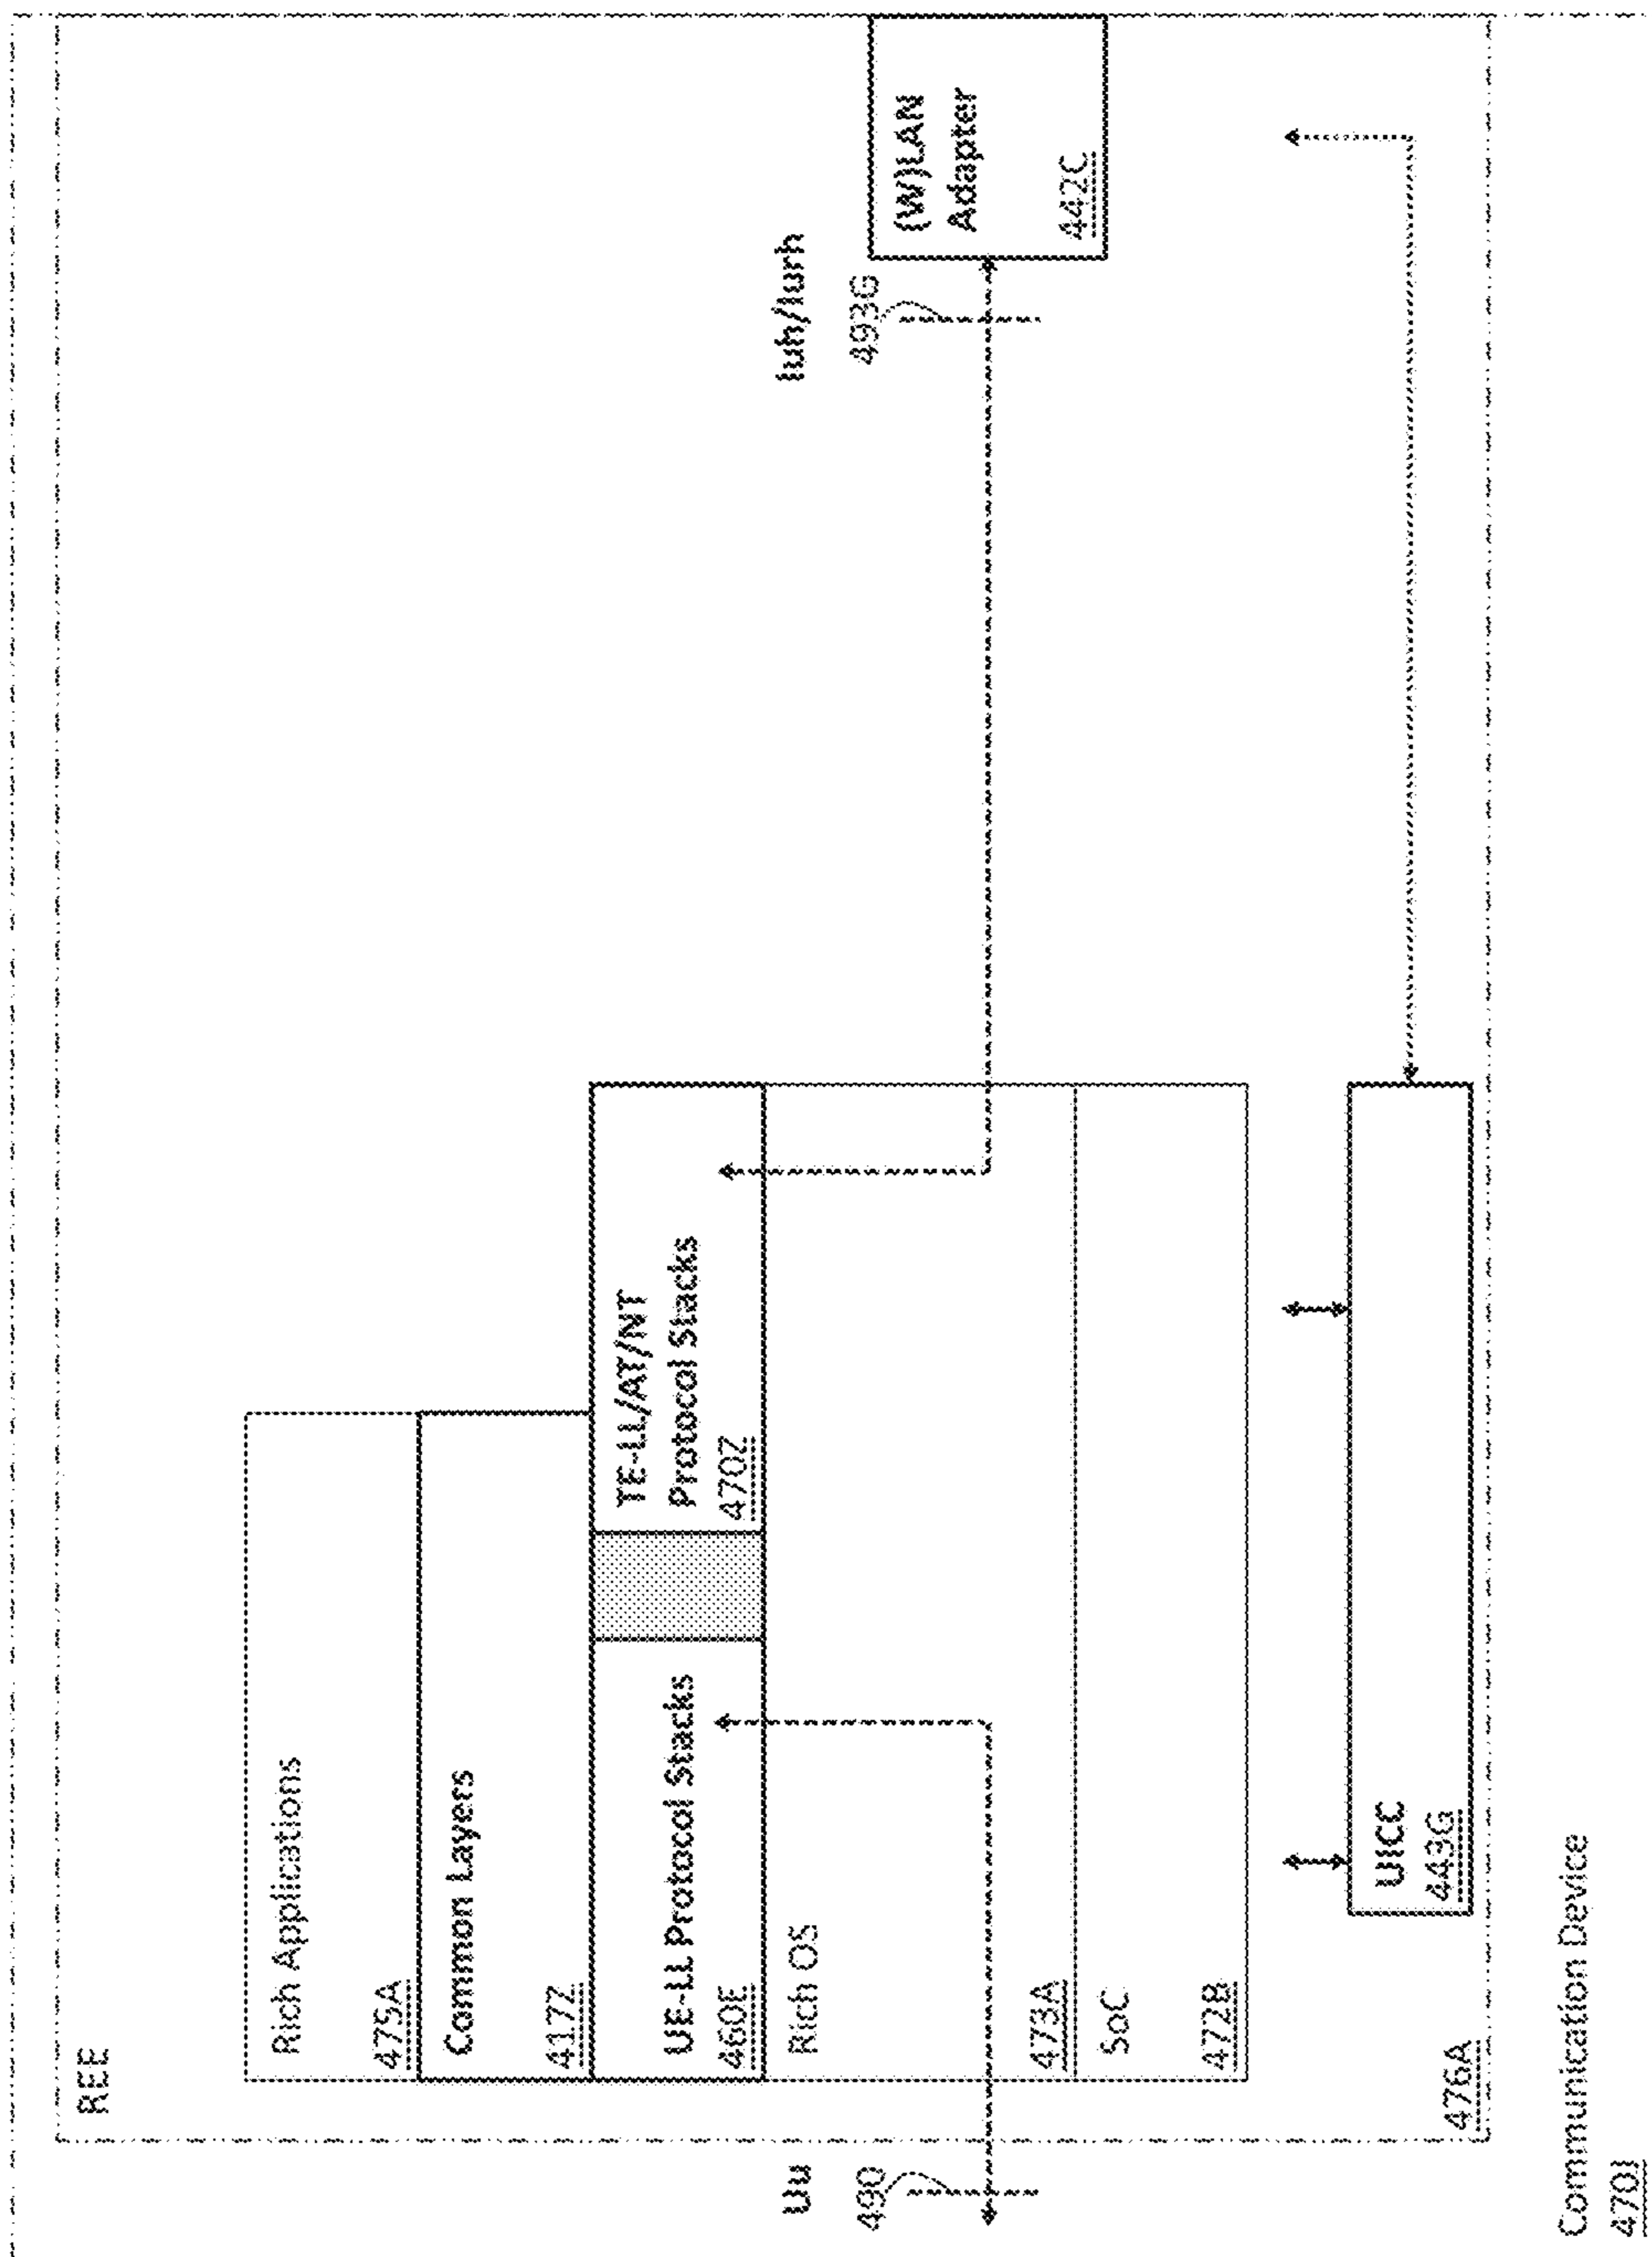 REE
Rich Applications
475A
Common Layers
417Z
UE-LL Protocol Stacks
460E
TE-LL/AT/NT
Protocol Stacks
470Z
Rich OS
473A
SoC
472B
Uu
490
Iuh/Iurh
493G
(W)LAN
Adapter
442C
UICC
443G
476A
Communication Device
470J